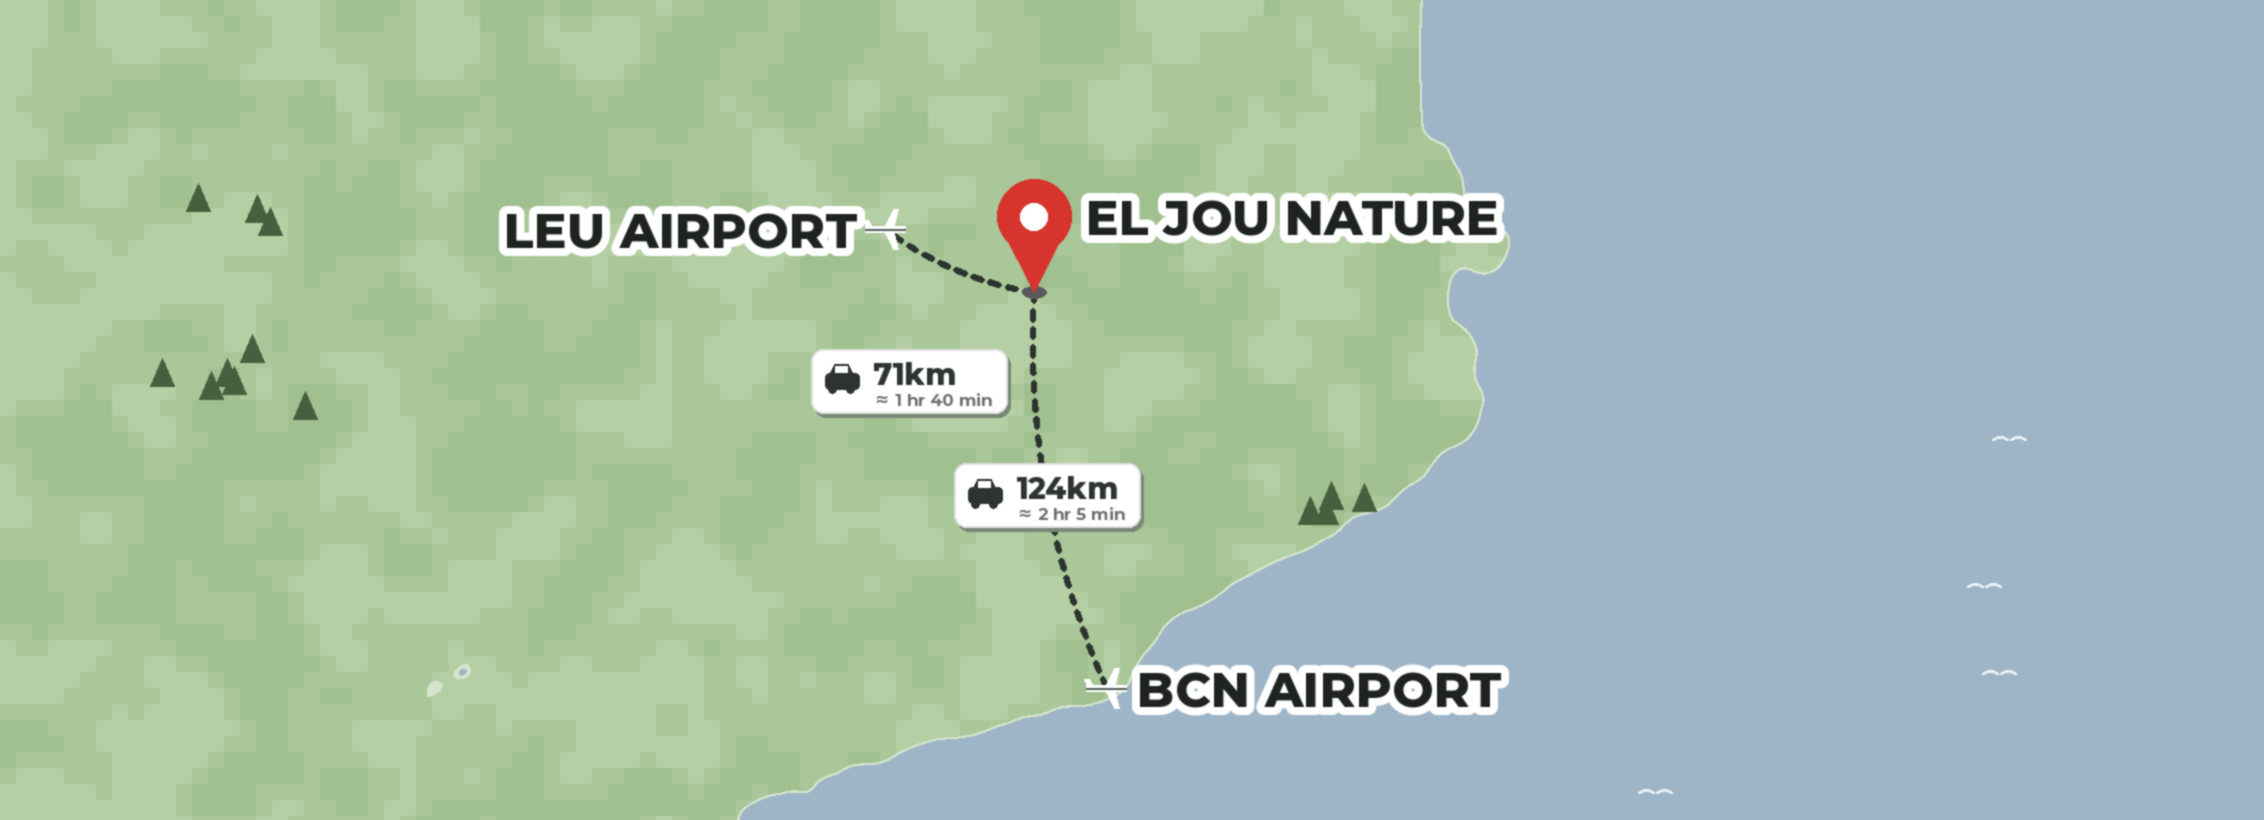 LEU AIRPORT
EL JOU NATURE
71km
≈ 1 hr 40 min
124km
≈ 2 hr 5 min
BCN AIRPORT